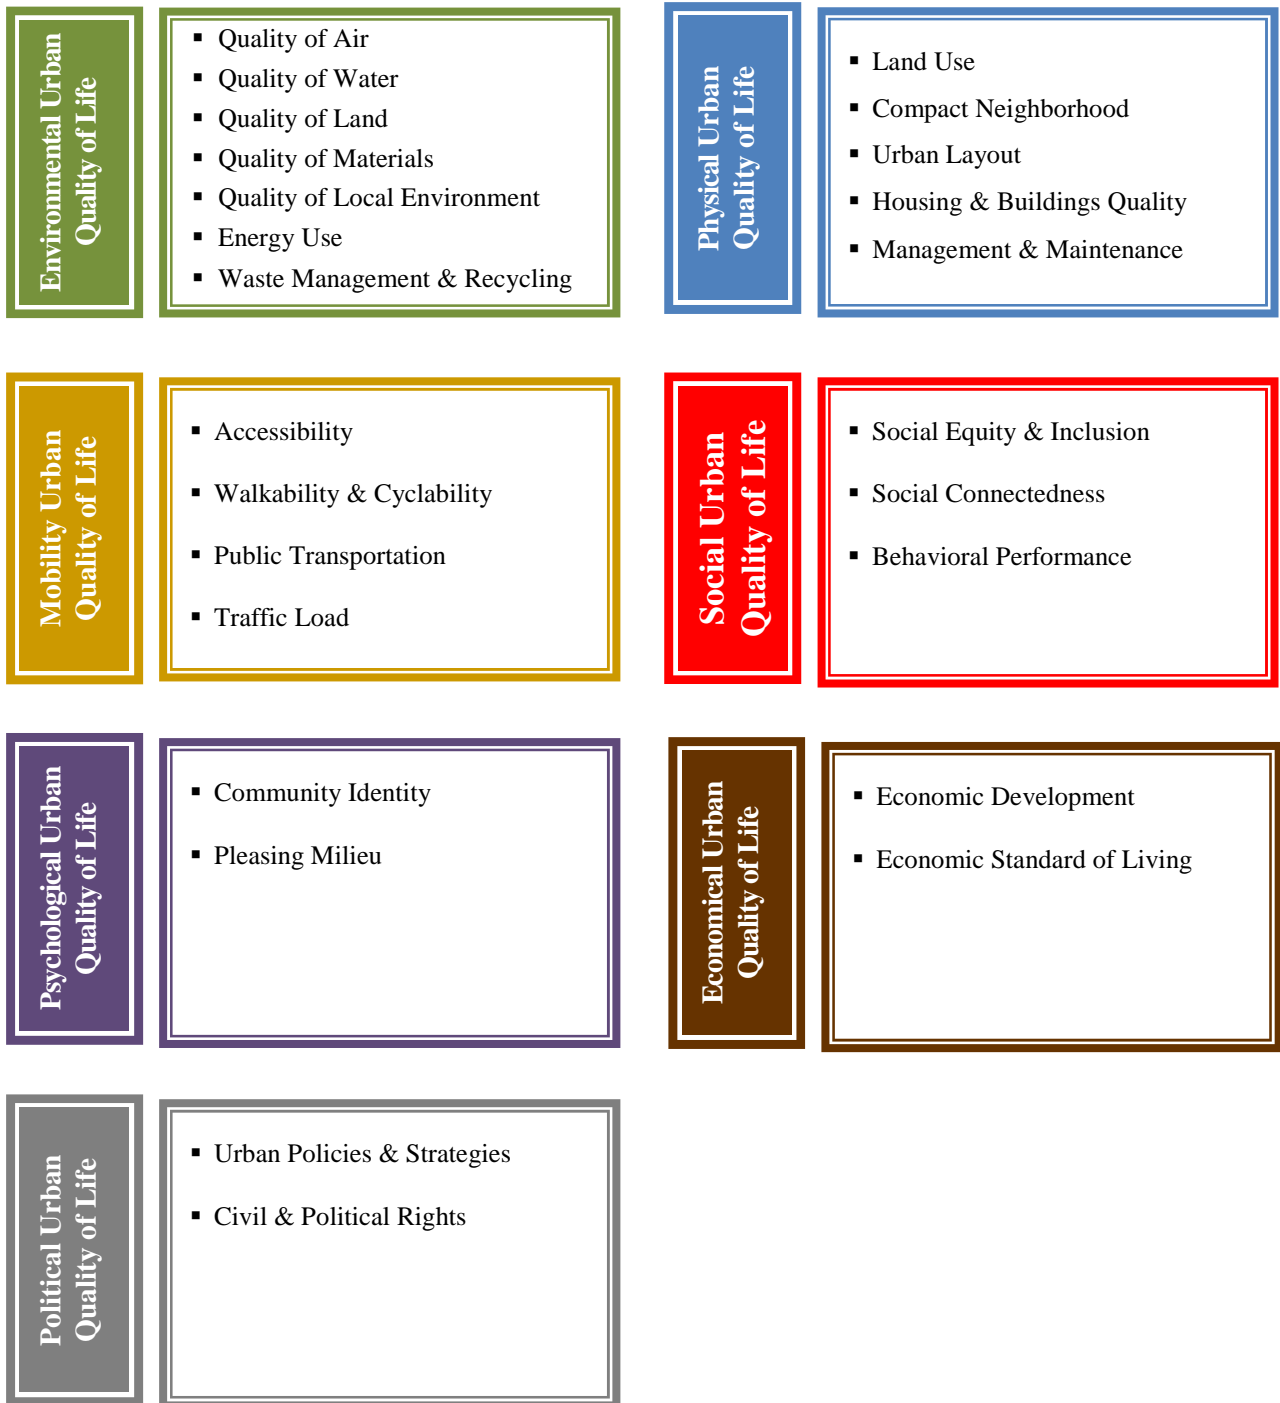 Environmental Urban
Quality of Life
▪ Quality of Air
▪ Quality of Water
▪ Quality of Land
▪ Quality of Materials
▪ Quality of Local Environment
▪ Energy Use
▪ Waste Management & Recycling
Physical Urban
Quality of Life
▪ Land Use
▪ Compact Neighborhood
▪ Urban Layout
▪ Housing & Buildings Quality
▪ Management & Maintenance
Mobility Urban
Quality of Life
▪ Accessibility
▪ Walkability & Cyclability
▪ Public Transportation
▪ Traffic Load
Social Urban
Quality of Life
▪ Social Equity & Inclusion
▪ Social Connectedness
▪ Behavioral Performance
Psychological Urban
Quality of Life
▪ Community Identity
▪ Pleasing Milieu
Economical Urban
Quality of Life
▪ Economic Development
▪ Economic Standard of Living
Political Urban
Quality of Life
▪ Urban Policies & Strategies
▪ Civil & Political Rights